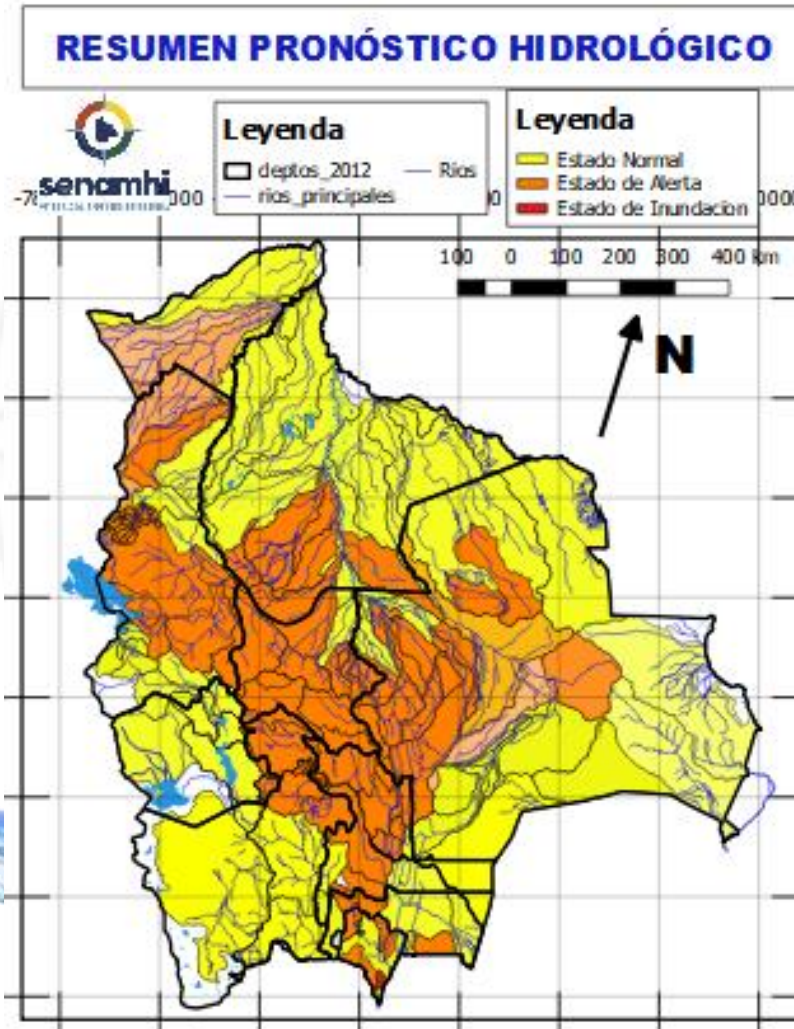 RESUMEN PRONÓSTICO HIDROLÓGICO
senamhi
Leyenda
deptos_2012
Rios
rios_principales
Leyenda
Estado Normal
Estado de Alerta
Estado de Inundacion
100 0 100 200 300 400 km
N